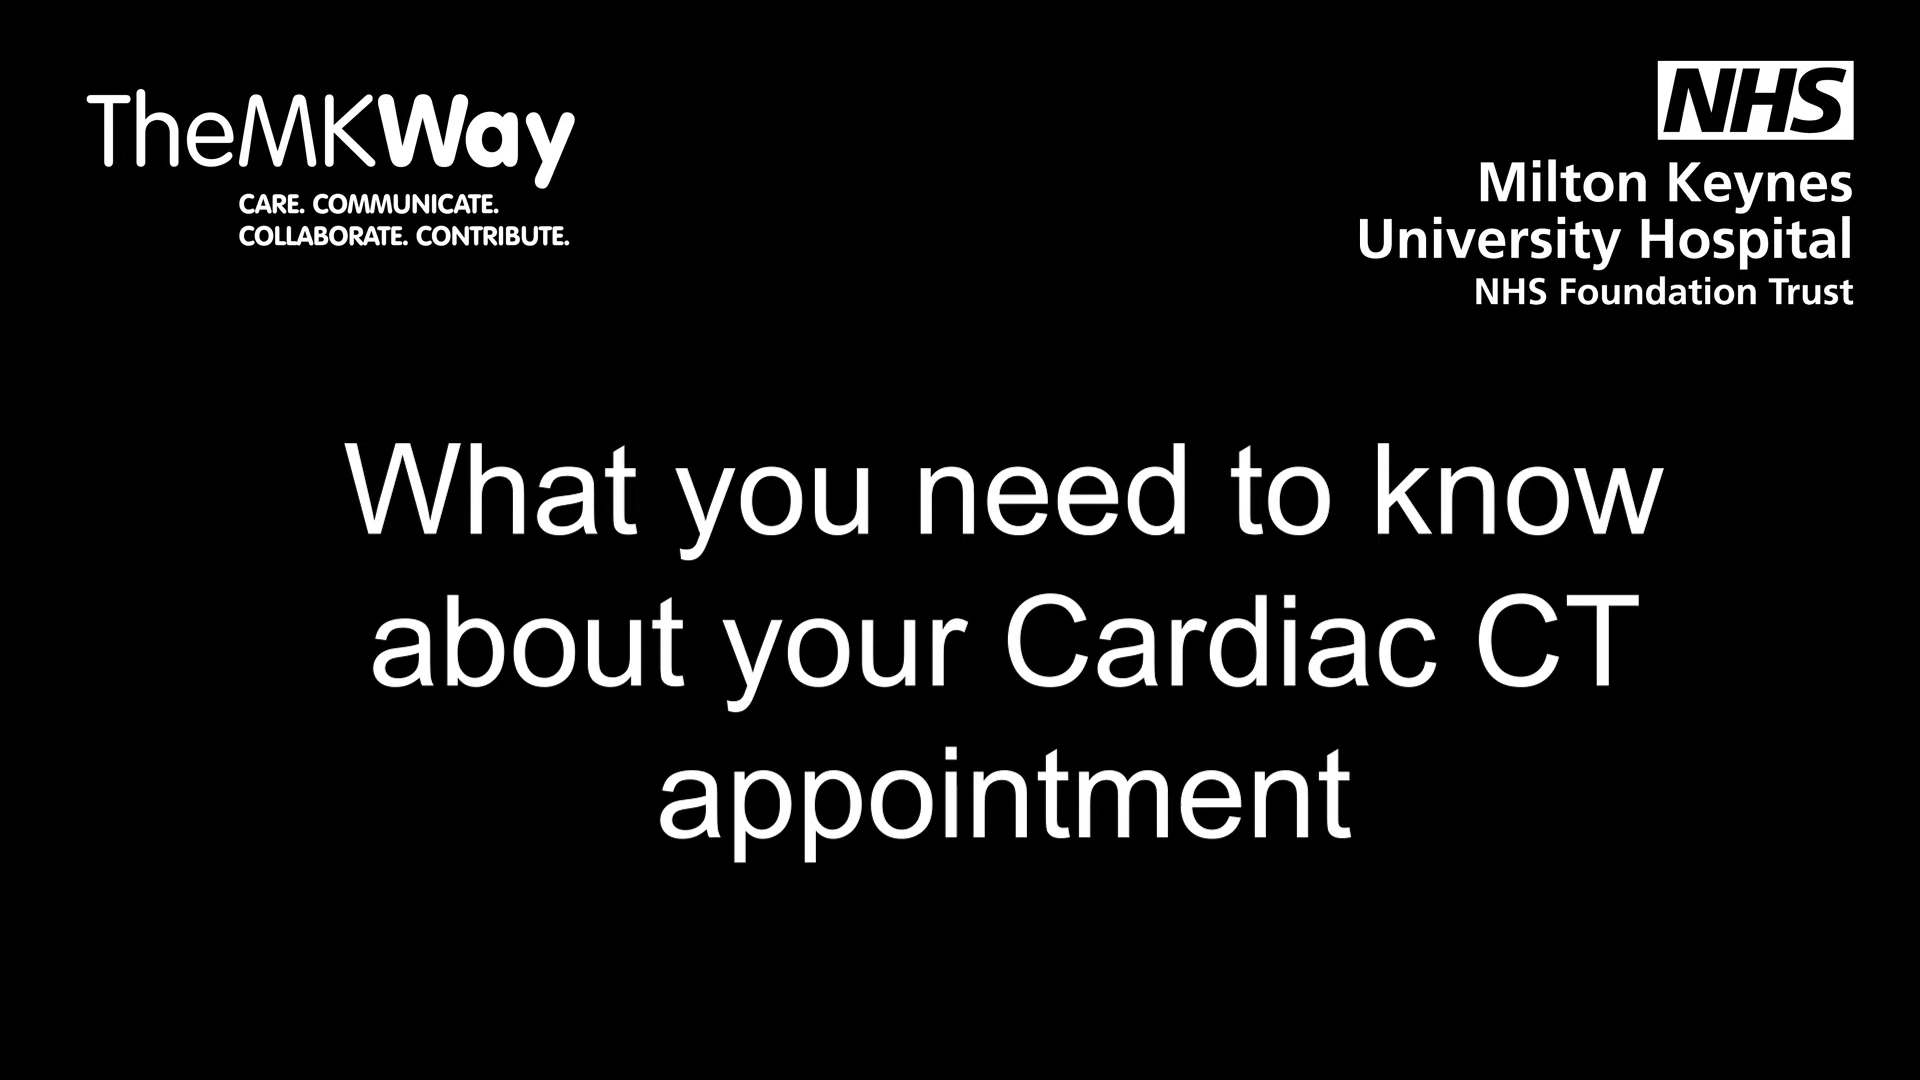 TheMKWay
CARE. COMMUNICATE.
COLLABORATE. CONTRIBUTE.
NHS
Milton Keynes
University Hospital
NHS Foundation Trust
What you need to know
about your Cardiac CT
appointment